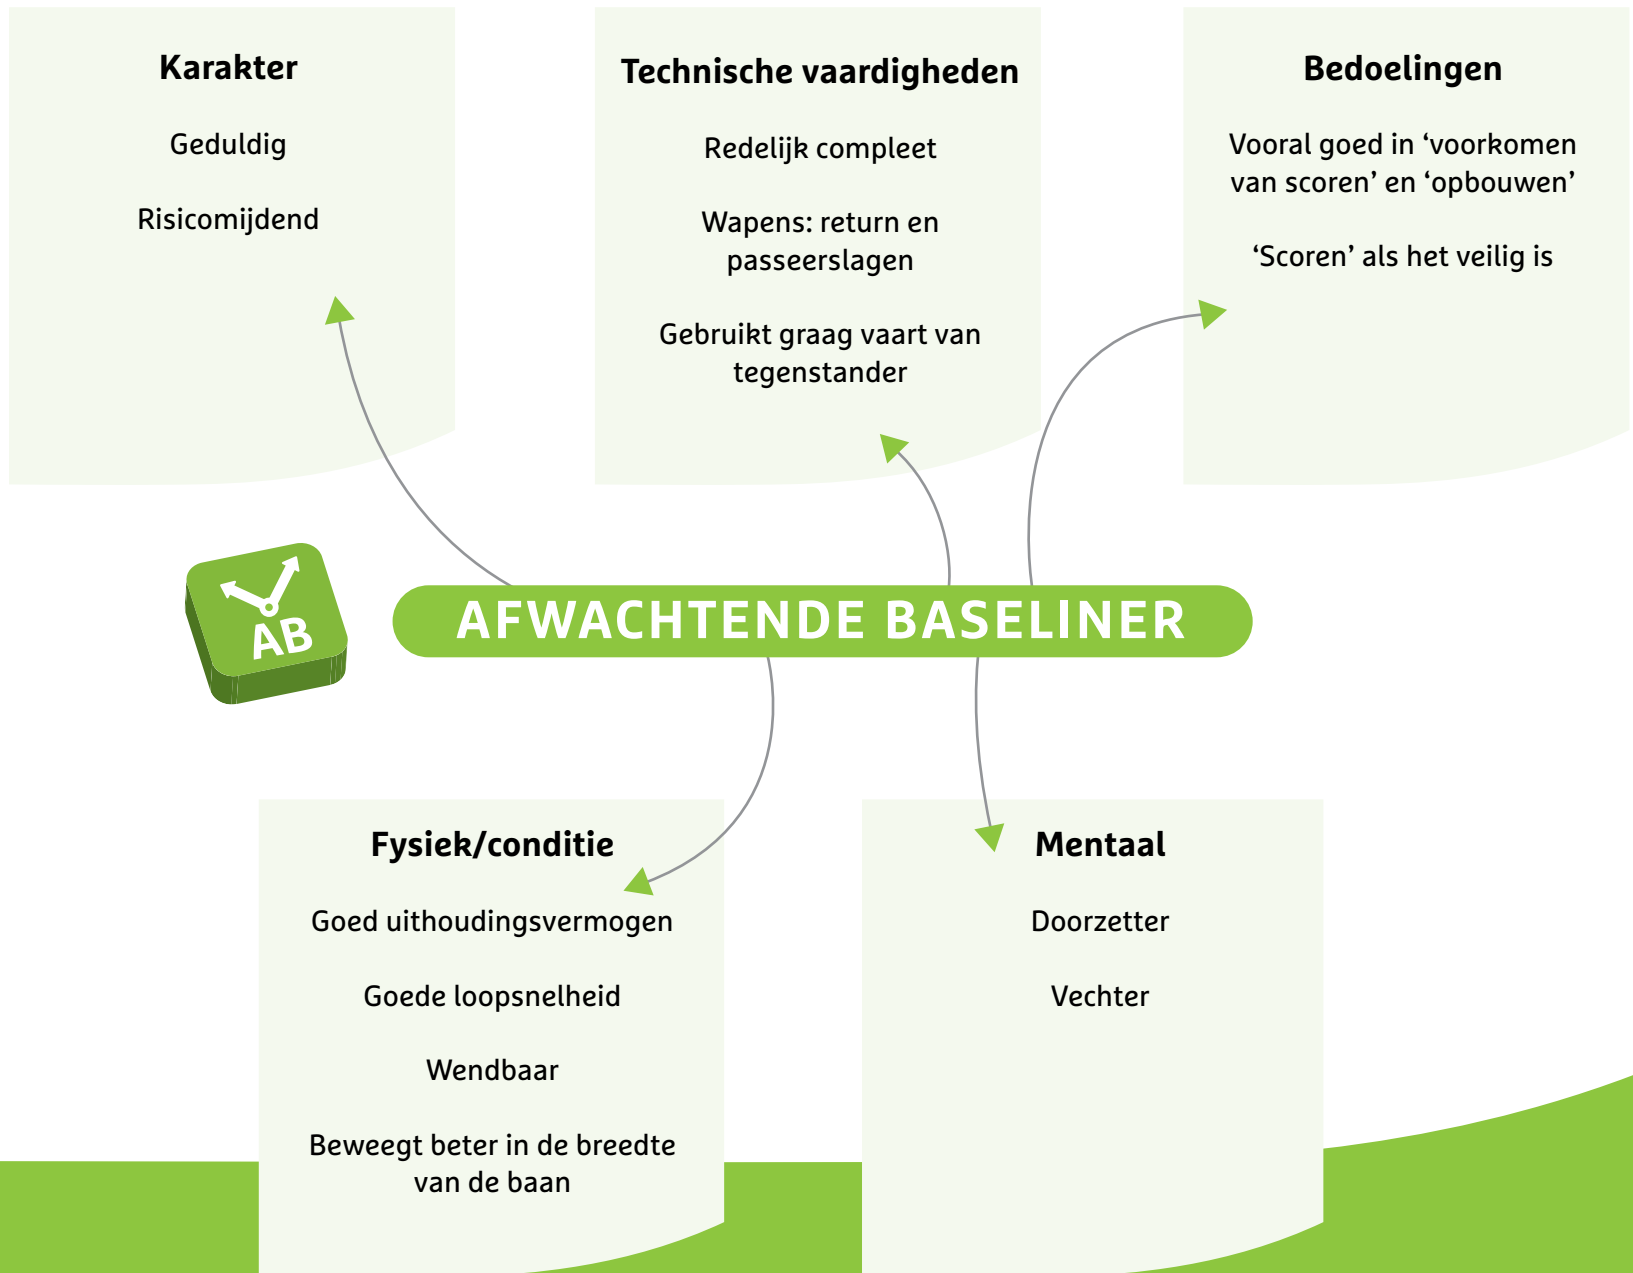 Karakter
Geduldig
Risicomijdend
Technische vaardigheden
Redelijk compleet
Wapens: return en
passeerslagen
Gebruikt graag vaart van
tegenstander
Bedoelingen
Vooral goed in ‘voorkomen
van scoren’ en ‘opbouwen’
‘Scoren’ als het veilig is
AB
AFWACHTENDE BASELINER
Fysiek/conditie
Goed uithoudingsvermogen
Goede loopsnelheid
Wendbaar
Beweegt beter in de breedte
van de baan
Mentaal
Doorzetter
Vechter